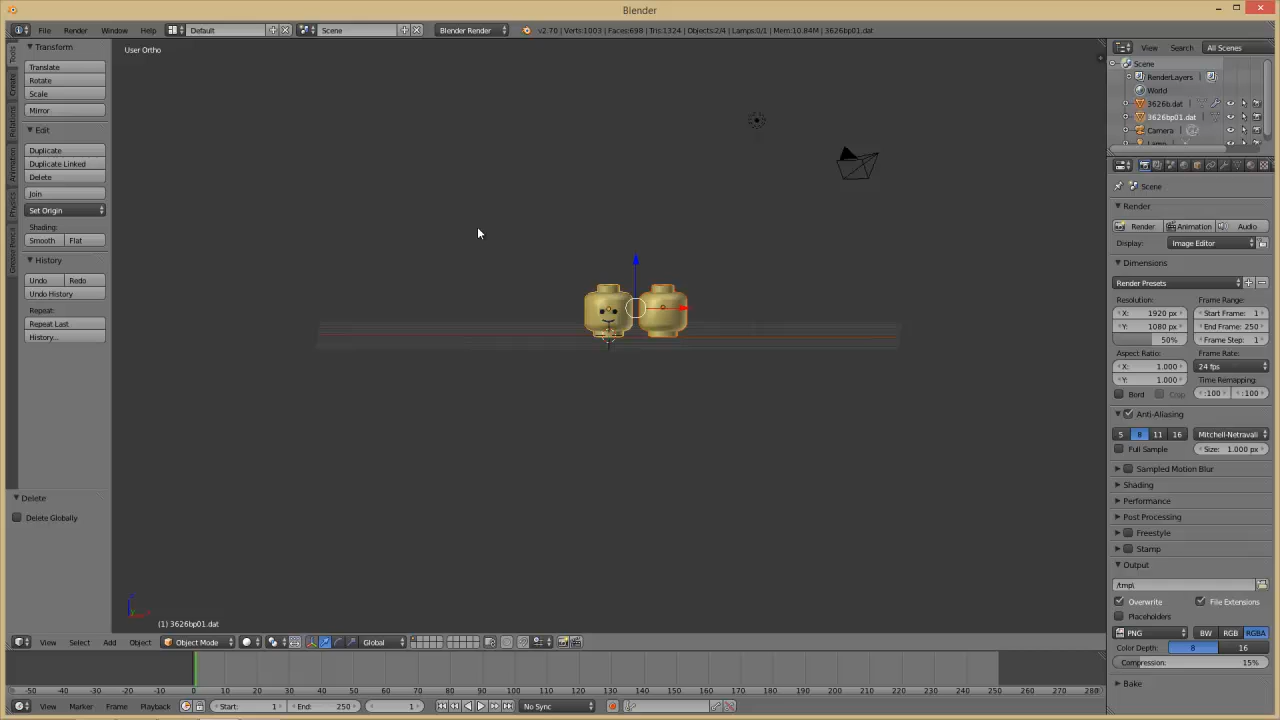 Blender
File Render Window Help Default Scene Blender Render v2.70 | Verts:1003 | Faces:698 | Tris:1324 | Objects:2/4 | Lamps:0/1 | Mem:10.84M | 3626bp01.dat
Tools
Create
Relations
Animation
Physics
Grease Pencil
Transform
Translate
Rotate
Scale
Mirror
Edit
Duplicate
Duplicate Linked
Delete
Join
Set Origin
Shading:
Smooth Flat
History
Undo Redo
Undo History
Repeat:
Repeat Last
History...
Delete
Delete Globally
User Ortho
(1) 3626bp01.dat
View Search All Scenes
Scene
RenderLayers
World
3626b.dat
3626bp01.dat
Camera
Scene
Render
Render Animation Audio
Display: Image Editor
Dimensions
Render Presets
Resolution: Frame Range:
X: 1920 px Start Frame: 1
Y: 1080 px End Frame: 250
50% Frame Step: 1
Aspect Ratio: Frame Rate:
X: 1.000 24 fps
Y: 1.000 Time Remapping:
Bord Crop :100 :100
Anti-Aliasing
5 8 11 16 Mitchell-Netravali
Full Sample Size: 1.000 px
Sampled Motion Blur
Shading
Performance
Post Processing
Freestyle
Stamp
Output
/tmp\
Overwrite File Extensions
Placeholders
PNG BW RGB RGBA
Color Depth: 8 16
Compression: 15%
Bake
View Select Add Object Object Mode Global
-50 -40 -30 -20 -10 0 10 20 30 40 50 60 70 80 90 100 110 120 130 140 150 160 170 180 190 200 210 220 230 240 250 260 270 280
View Marker Frame Playback Start: 1 End: 250 1 No Sync